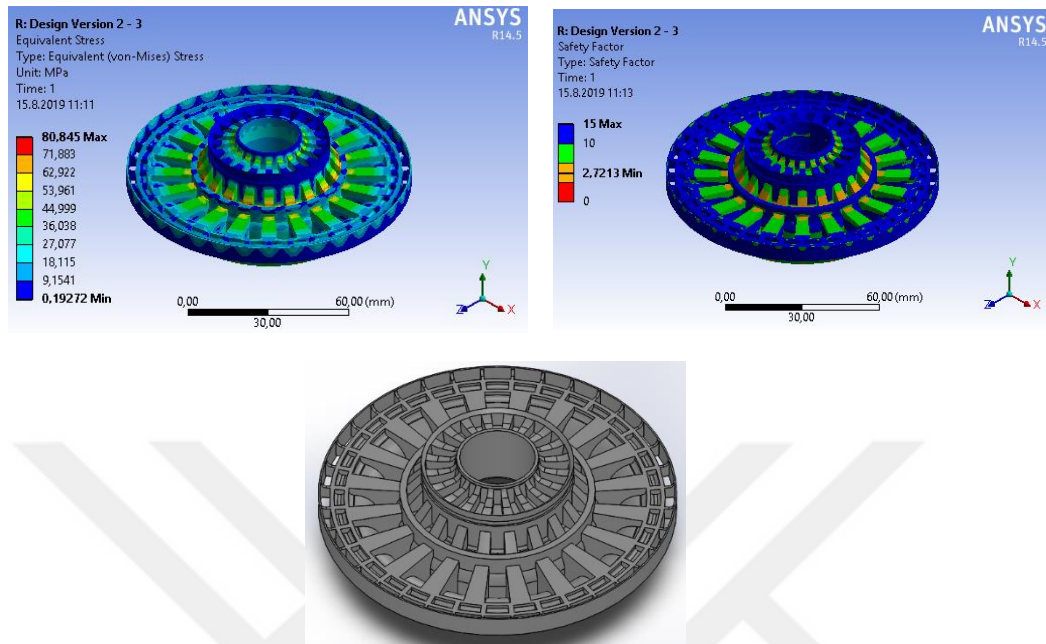 R: Design Version 2 - 3
Equivalent Stress
Type: Equivalent (von-Mises) Stress
Unit: MPa
Time: 1
15.8.2019 11:11
80,845 Max
71,883
62,922
53,961
44,999
36,038
27,077
18,115
9,1541
0,19272 Min
ANSYS
R14.5
0,00
60,00 (mm)
30,00
Y
Z
X
R: Design Version 2 - 3
Safety Factor
Type: Safety Factor
Time: 1
15.8.2019 11:13
15 Max
10
2,7213 Min
0
ANSYS
R14.5
0,00
60,00 (mm)
30,00
Y
Z
X